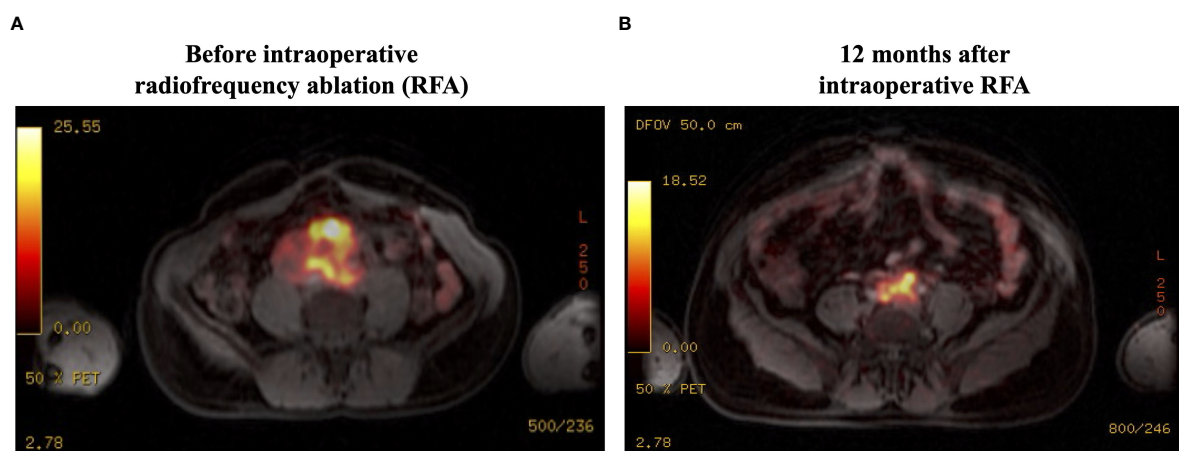 A
Before intraoperative
radiofrequency ablation (RFA)
25.55
0.00
50 % PET
2.78
L
2
5
0
500/236
B
12 months after
intraoperative RFA
DFOV 50.0 cm
18.52
0.00
50 % PET
2.78
L
2
5
0
800/246